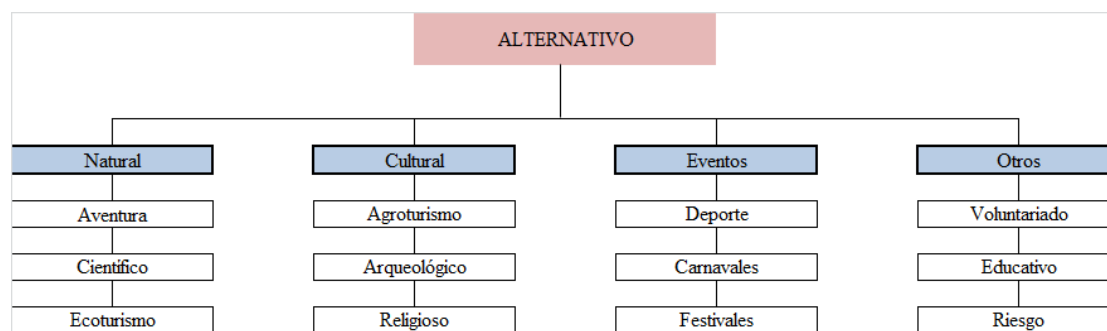 ALTERNATIVO
Natural
Cultural
Eventos
Otros
Aventura
Agroturismo
Deporte
Voluntariado
Científico
Arqueológico
Carnavales
Educativo
Ecoturismo
Religioso
Festivales
Riesgo